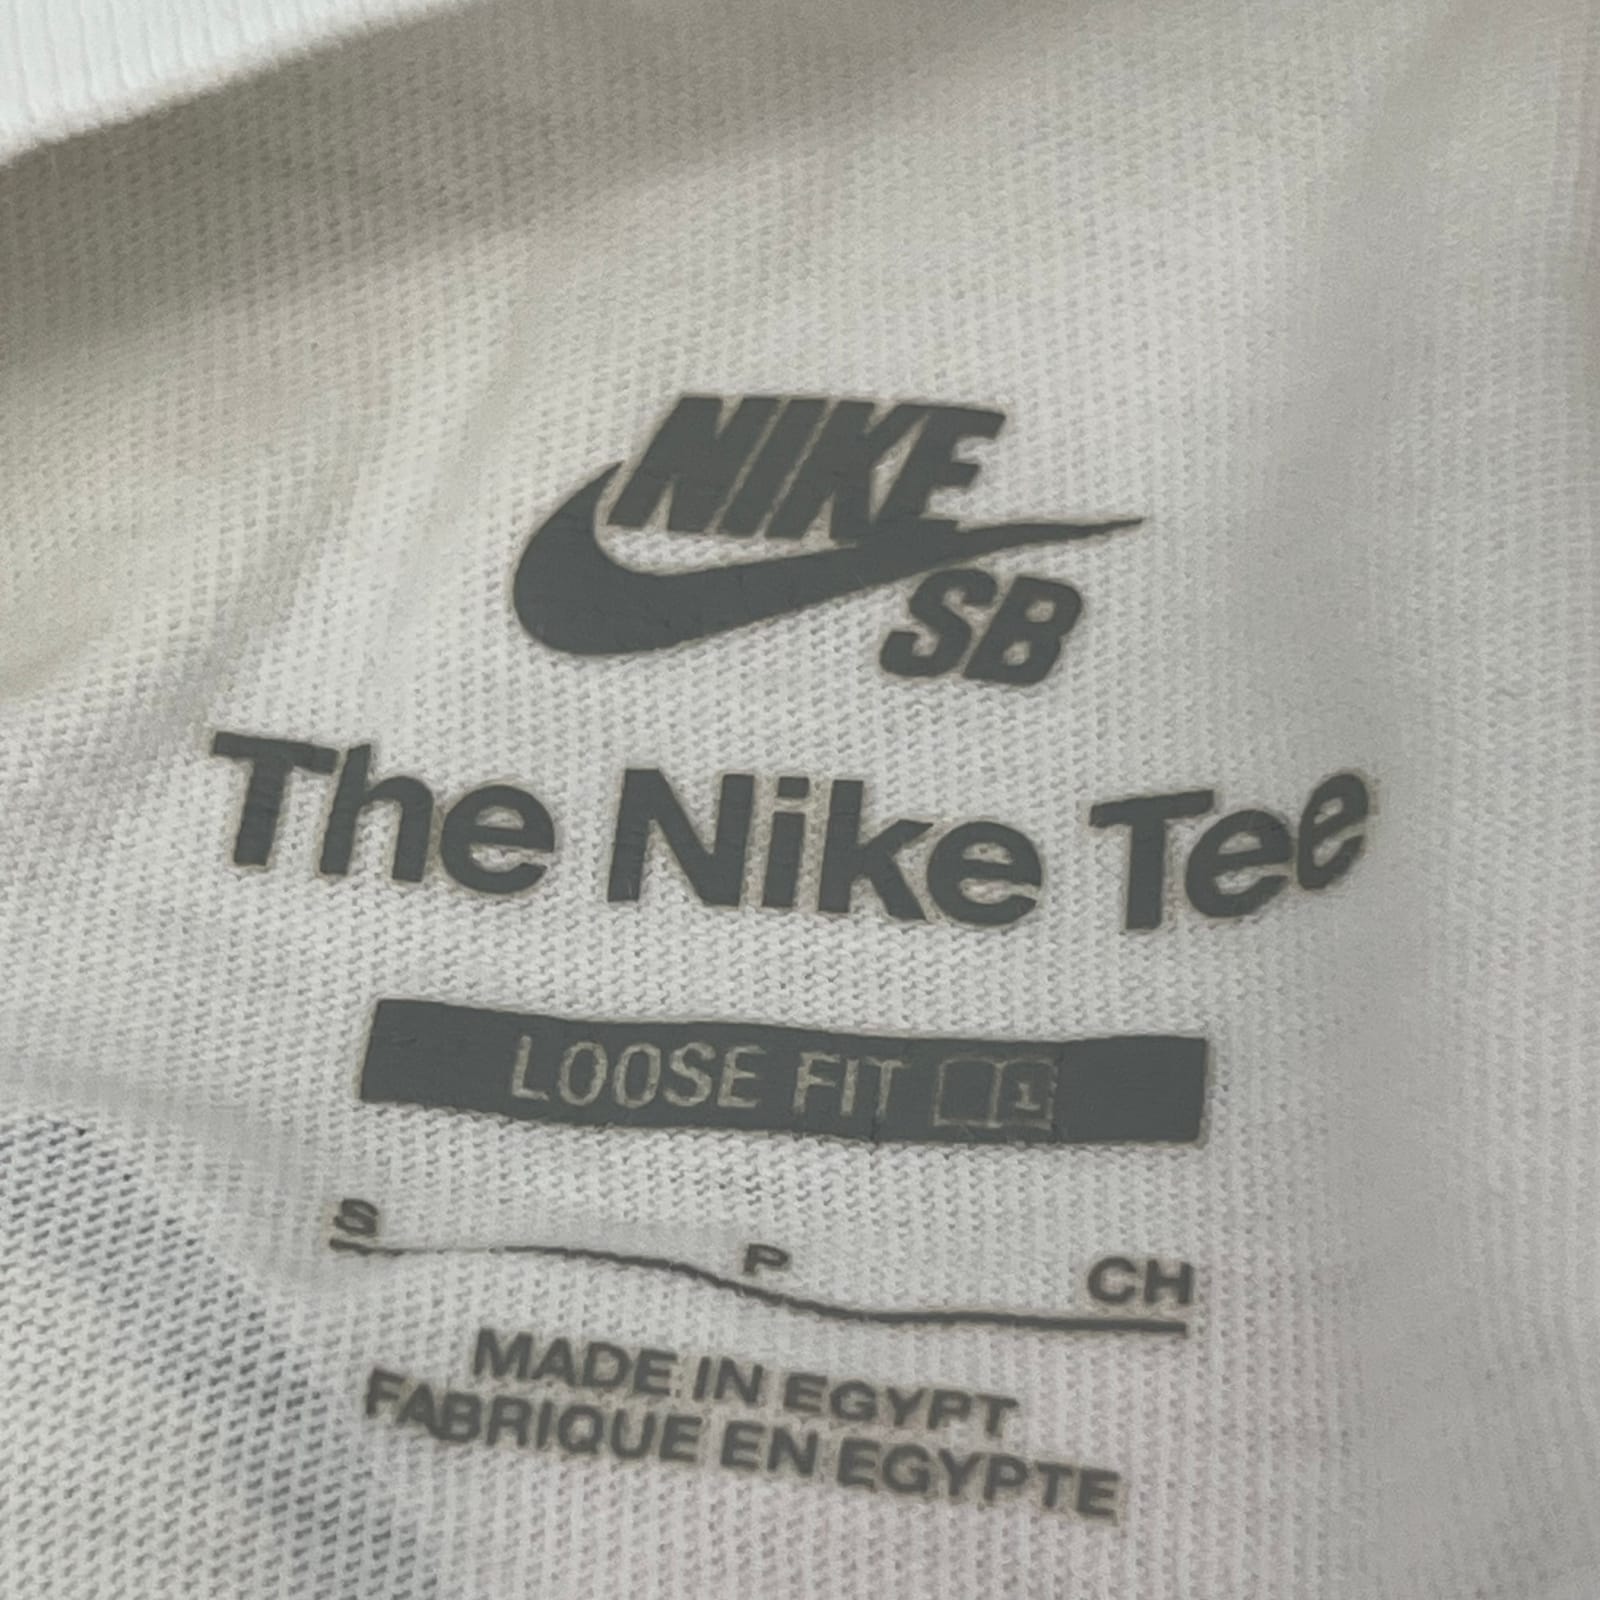 NIKE
SB
The Nike Tee
LOOSE FIT 1
S P CH
MADE IN EGYPT
FABRIQUE EN EGYPTE